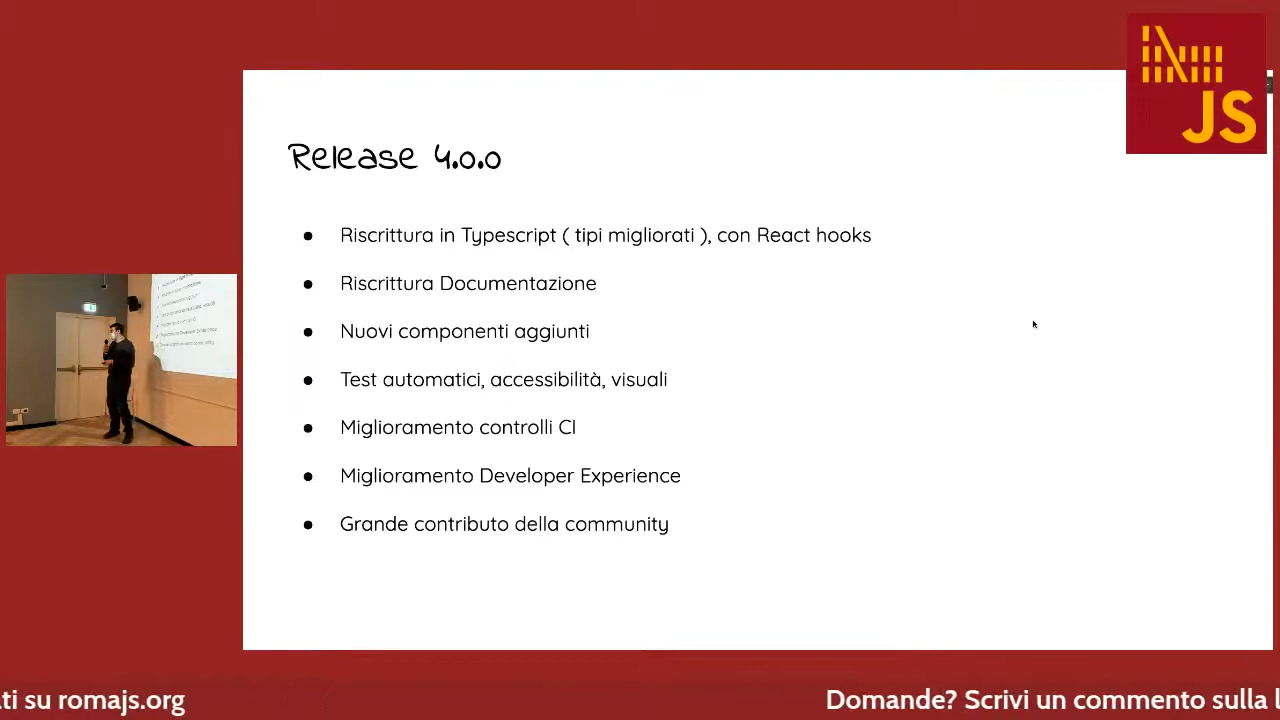 JS
Release 4.0.0
● Riscrittura in Typescript ( tipi migliorati ), con React hooks
● Riscrittura Documentazione
● Nuovi componenti aggiunti
● Test automatici, accessibilità, visuali
● Miglioramento controlli CI
● Miglioramento Developer Experience
● Grande contributo della community
ti su romajs.org
Domande? Scrivi un commento sulla l